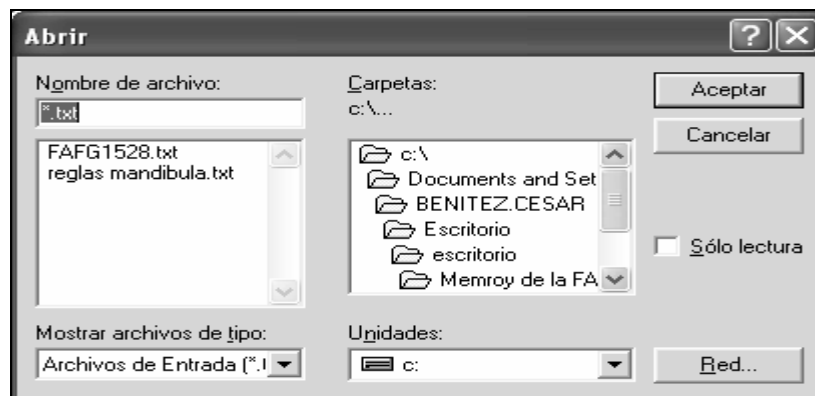 Abrir
Nombre de archivo:
*.txt
FAFG1528.txt
reglas mandibula.txt
Mostrar archivos de tipo:
Archivos de Entrada (*.
Carpetas:
c:\...
c:\
Documents and Set
BENITEZ.CESAR
Escritorio
escritorio
Memroy de la FA
Unidades:
c:
Aceptar
Cancelar
Sólo lectura
Red...